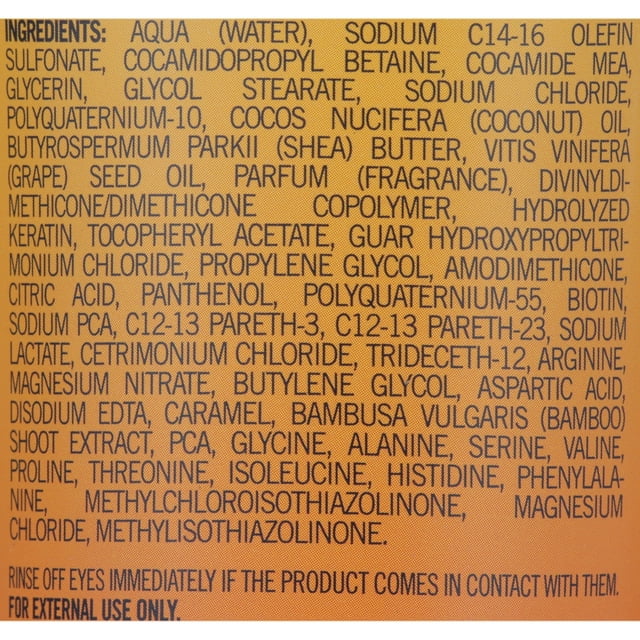 INGREDIENTS: AQUA (WATER), SODIUM C14-16 OLEFIN
SULFONATE, COCAMIDOPROPYL BETAINE, COCAMIDE MEA,
GLYCERIN, GLYCOL STEARATE, SODIUM CHLORIDE,
POLYQUATERNIUM-10, COCOS NUCIFERA (COCONUT) OIL,
BUTYROSPERMUM PARKII (SHEA) BUTTER, VITIS VINIFERA
(GRAPE) SEED OIL, PARFUM (FRAGRANCE), DIVINYLDI-
METHICONE/DIMETHICONE COPOLYMER, HYDROLYZED
KERATIN, TOCOPHERYL ACETATE, GUAR HYDROXYPROPYLTRI-
MONIUM CHLORIDE, PROPYLENE GLYCOL, AMODIMETHICONE,
CITRIC ACID, PANTHENOL, POLYQUATERNIUM-55, BIOTIN,
SODIUM PCA, C12-13 PARETH-3, C12-13 PARETH-23, SODIUM
LACTATE, CETRIMONIUM CHLORIDE, TRIDECETH-12, ARGININE,
MAGNESIUM NITRATE, BUTYLENE GLYCOL, ASPARTIC ACID,
DISODIUM EDTA, CARAMEL, BAMBUSA VULGARIS (BAMBOO)
SHOOT EXTRACT, PCA, GLYCINE, ALANINE, SERINE, VALINE,
PROLINE, THREONINE, ISOLEUCINE, HISTIDINE, PHENYLALA-
NINE, METHYLCHLOROISOTHIAZOLINONE, MAGNESIUM
CHLORIDE, METHYLISOTHIAZOLINONE.
RINSE OFF EYES IMMEDIATELY IF THE PRODUCT COMES IN CONTACT WITH THEM.
FOR EXTERNAL USE ONLY.